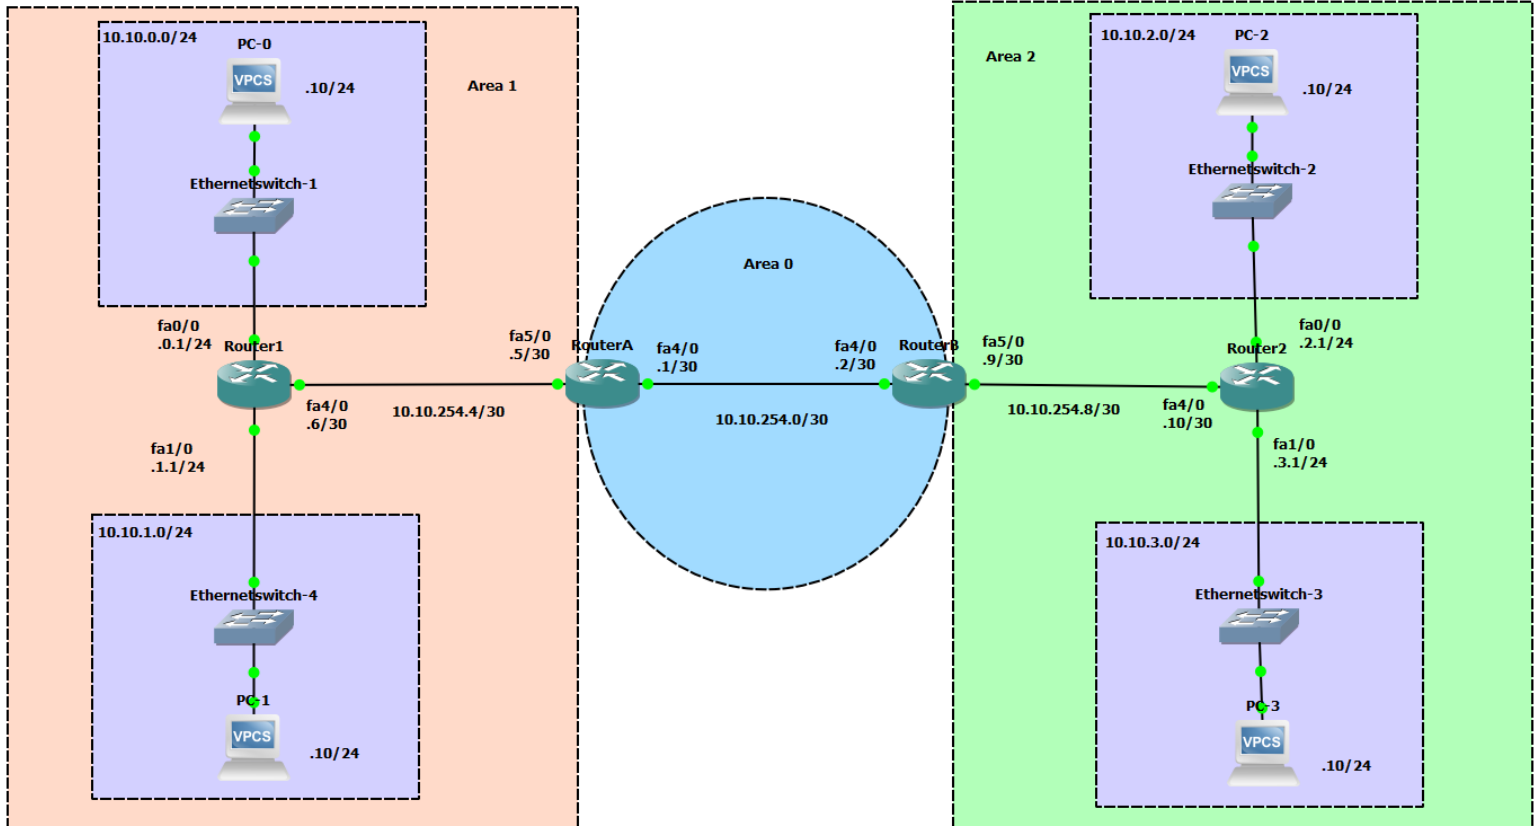 10.10.0.0/24
PC-0
VPCS
.10/24
Area 1
Ethernetswitch-1
fa0/0
.0.1/24
Router1
fa4/0
.6/30
fa1/0
.1.1/24
10.10.254.4/30
fa5/0
.5/30
RouterA
10.10.1.0/24
Ethernetswitch-4
PC-1
VPCS
.10/24
Area 0
fa4/0
.1/30
10.10.254.0/30
fa4/0
.2/30
RouterB
Area 2
fa5/0
.9/30
10.10.254.8/30
10.10.2.0/24
PC-2
VPCS
.10/24
Ethernetswitch-2
fa0/0
.2.1/24
Router2
fa4/0
.10/30
fa1/0
.3.1/24
10.10.3.0/24
Ethernetswitch-3
PC-3
VPCS
.10/24